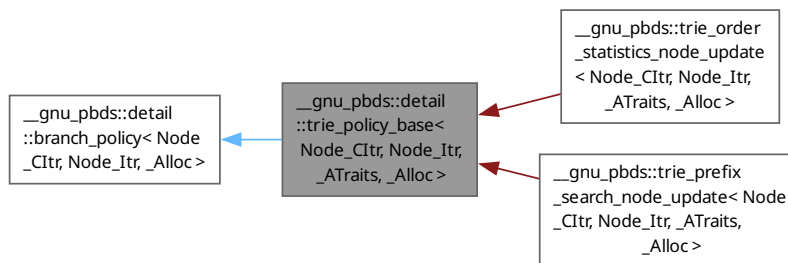 __gnu_pbds::detail
::branch_policy< Node
_CItr, Node_Itr, _Alloc >
__gnu_pbds::detail
::trie_policy_base<
Node_CItr, Node_Itr,
_ATraits, _Alloc >
__gnu_pbds::trie_order
_statistics_node_update
< Node_CItr, Node_Itr,
_ATraits, _Alloc >
__gnu_pbds::trie_prefix
_search_node_update< Node
_CItr, Node_Itr, _ATraits,
_Alloc >